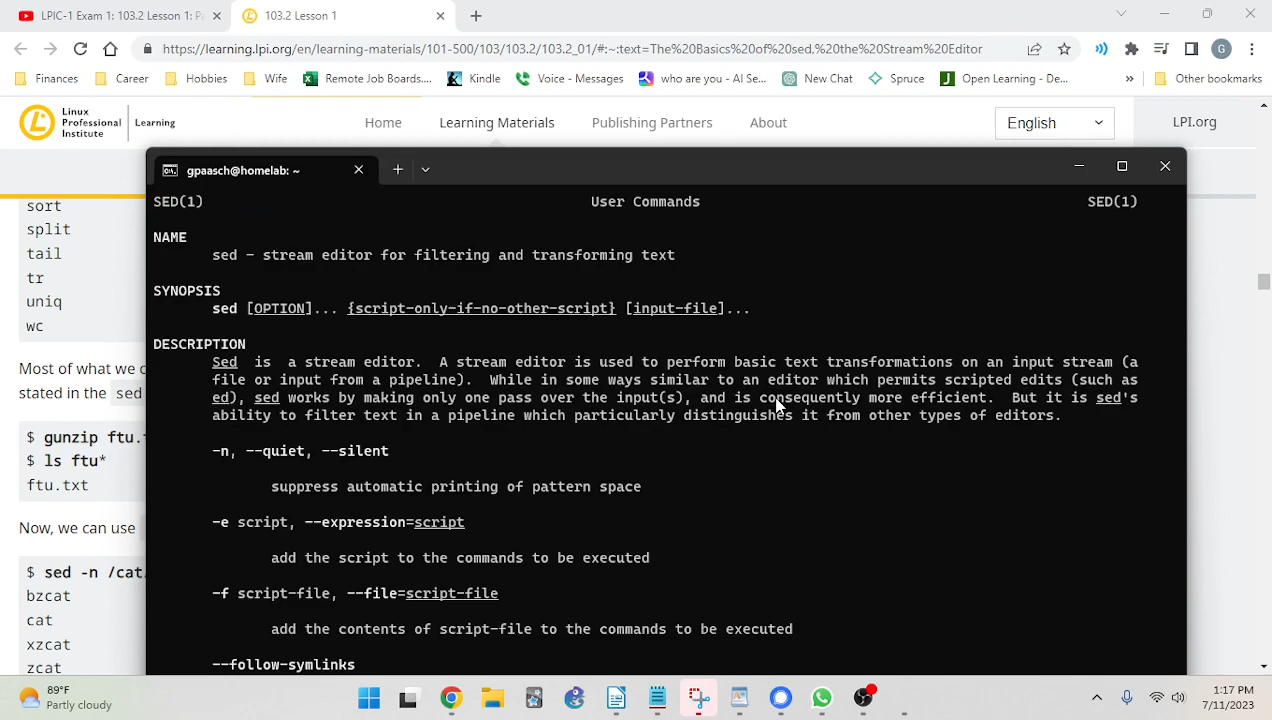 LPIC-1 Exam 1: 103.2 Lesson 1: Pa
103.2 Lesson 1
https://learning.lpi.org/en/learning-materials/101-500/103/103.2_01/#:~:text=The%20Basics%20of%20sed,%20the%20Stream%20Editor
G
Finances
Career
Hobbies
Wife
Remote Job Boards....
Kindle
Voice - Messages
who are you - AI Se...
New Chat
Spruce
Open Learning - De...
»
Other bookmarks
Linux
Professional
Institute
Learning
Home
Learning Materials
Publishing Partners
About
English
LPI.org
sort
split
tail
tr
uniq
wc
Most of what we d
stated in the sed
$ gunzip ftu.t
$ ls ftu*
ftu.txt
Now, we can use
$ sed -n /cat.
bzcat
cat
xzcat
zcat
gpaasch@homelab: ~
SED(1) User Commands SED(1)
NAME
sed - stream editor for filtering and transforming text
SYNOPSIS
sed [OPTION]... {script-only-if-no-other-script} [input-file]...
DESCRIPTION
Sed is a stream editor. A stream editor is used to perform basic text transformations on an input stream (a
file or input from a pipeline). While in some ways similar to an editor which permits scripted edits (such as
ed), sed works by making only one pass over the input(s), and is consequently more efficient. But it is sed's
ability to filter text in a pipeline which particularly distinguishes it from other types of editors.
-n, --quiet, --silent
suppress automatic printing of pattern space
-e script, --expression=script
add the script to the commands to be executed
-f script-file, --file=script-file
add the contents of script-file to the commands to be executed
--follow-symlinks
89°F
Partly cloudy
1:17 PM
7/11/2023